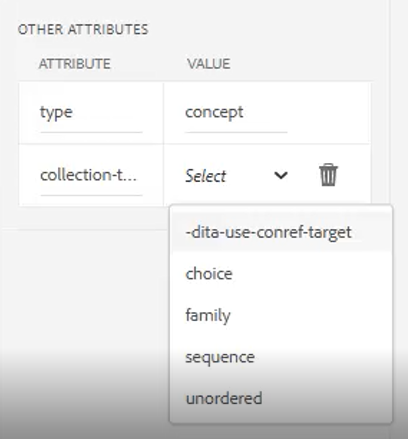 OTHER ATTRIBUTES
ATTRIBUTE VALUE
type concept
collection-t... Select
-dita-use-conref-target
choice
family
sequence
unordered